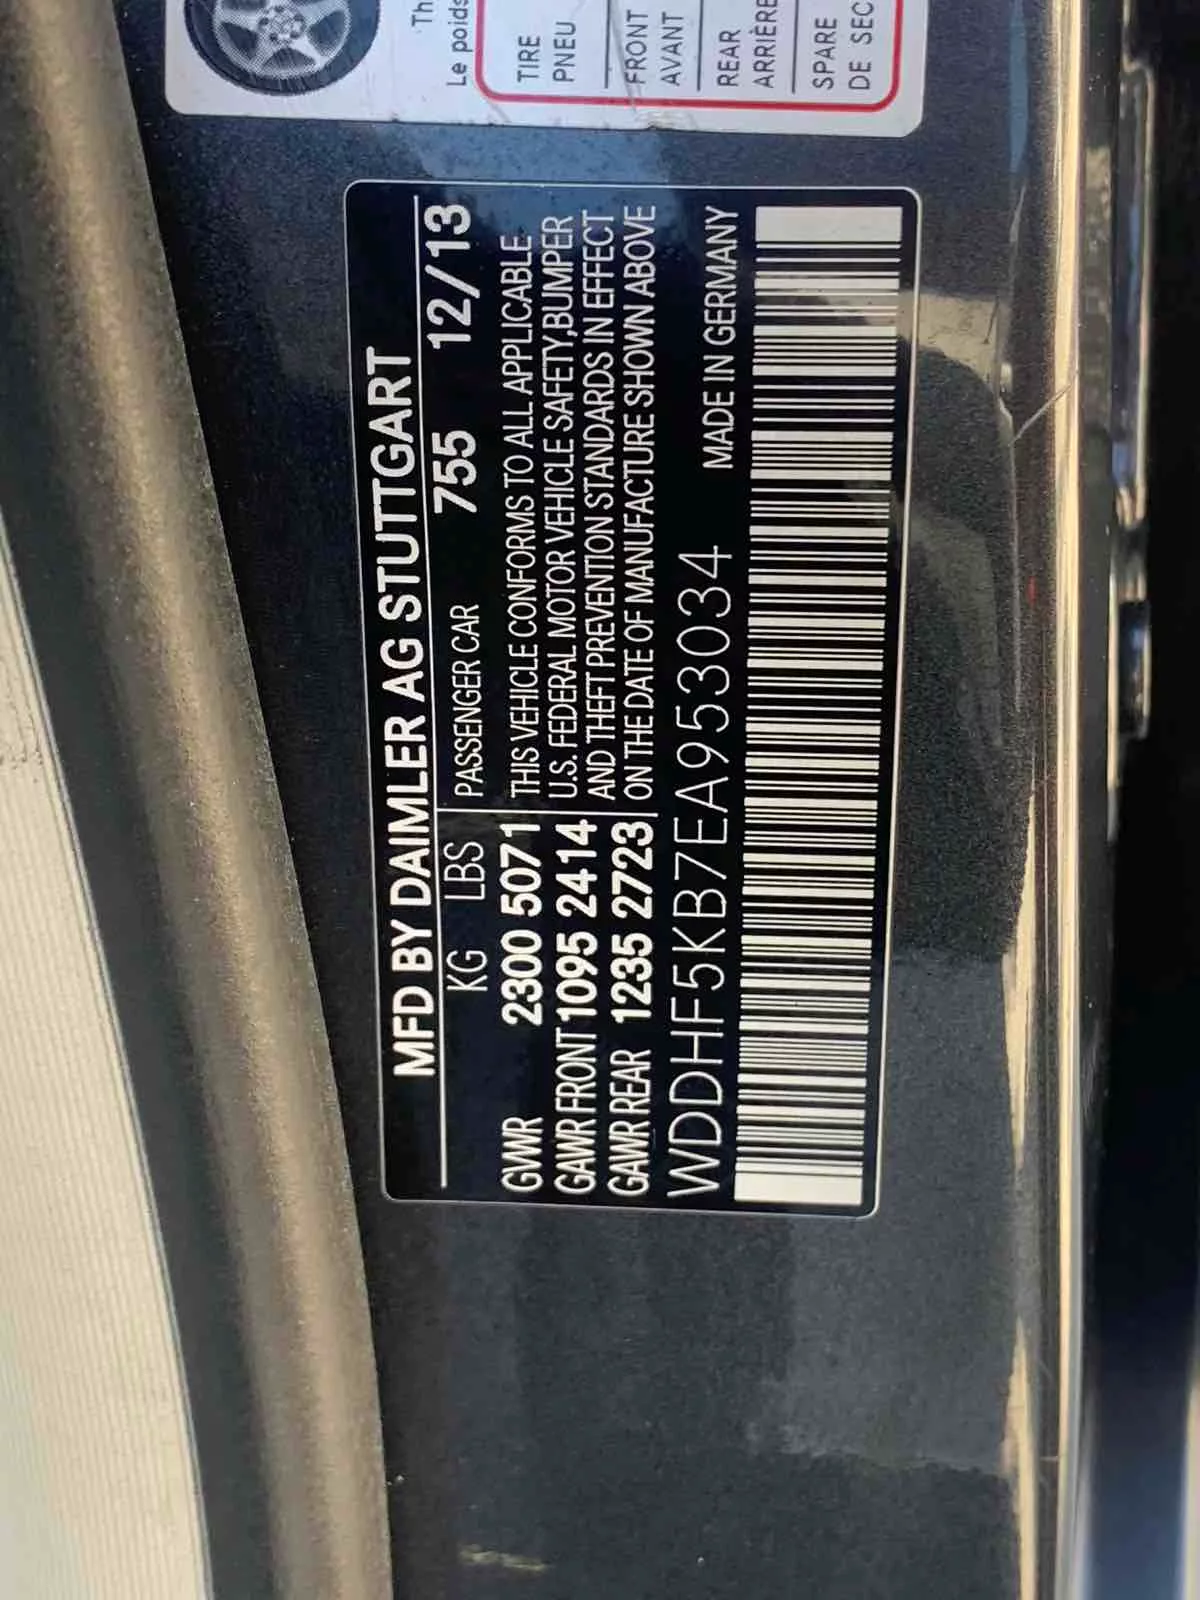 Th
Le poids
TIRE
PNEU
FRONT
AVANT
REAR
ARRIÈRE
SPARE
DE SEC
MFD BY DAIMLER AG STUTTGART
KG LBS PASSENGER CAR 755 12/13
GVWR 2300 5071 THIS VEHICLE CONFORMS TO ALL APPLICABLE
GAWR FRONT 1095 2414 U.S. FEDERAL MOTOR VEHICLE SAFETY,BUMPER
GAWR REAR 1235 2723 AND THEFT PREVENTION STANDARDS IN EFFECT
ON THE DATE OF MANUFACTURE SHOWN ABOVE
WDDHF5KB7EA953034 MADE IN GERMANY